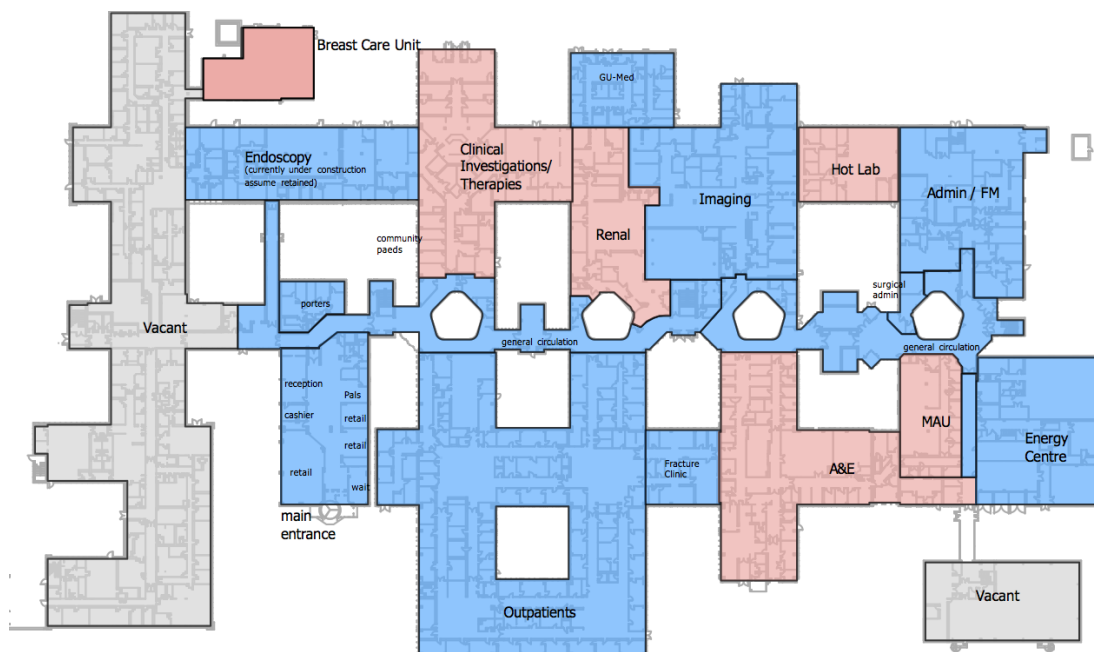 Breast Care Unit
GU-Med
Endoscopy
(currently under construction
assume retained)
Clinical
Investigations/
Therapies
Hot Lab
Admin / FM
Imaging
Renal
community
paeds
surgical
admin
porters
Vacant
general circulation
general circulation
reception
Pals
cashier
retail
retail
retail
wait
MAU
Energy
Centre
A&E
Fracture
Clinic
main
entrance
Outpatients
Vacant